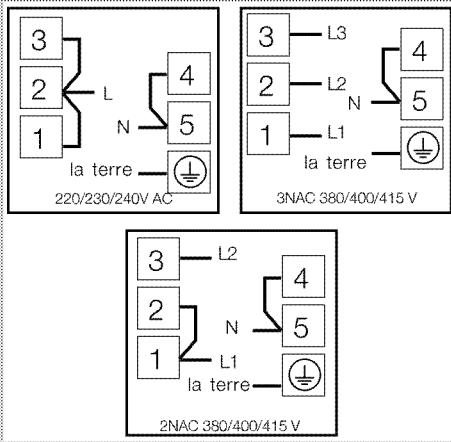 3
2 L
1
4
N 5
la terre
220/230/240V AC
3 L3
2 L2
1 L1
4
N 5
la terre
3NAC 380/400/415 V
3 L2
2
1 L1
4
N 5
la terre
2NAC 380/400/415 V